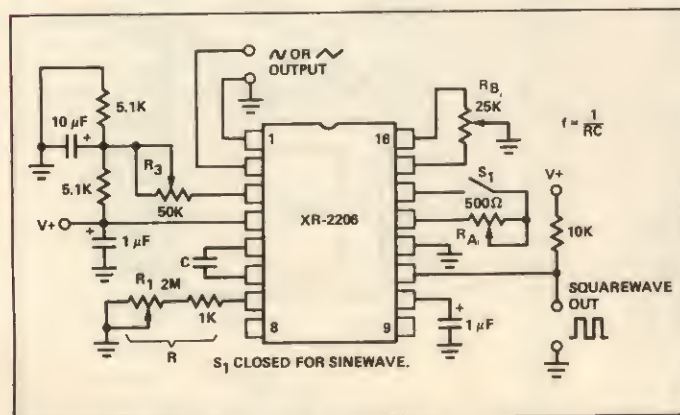 ∿ OR
OUTPUT
5.1K
10 µF
+
R3
5.1K
50K
V+
+
1 µF
C
R1 2M
1K
R
1
16
XR-2206
8
9
RB
25K
f = 1/RC
S1
V+
500Ω
RA
10K
SQUAREWAVE
OUT
+
1 µF
S1 CLOSED FOR SINEWAVE.